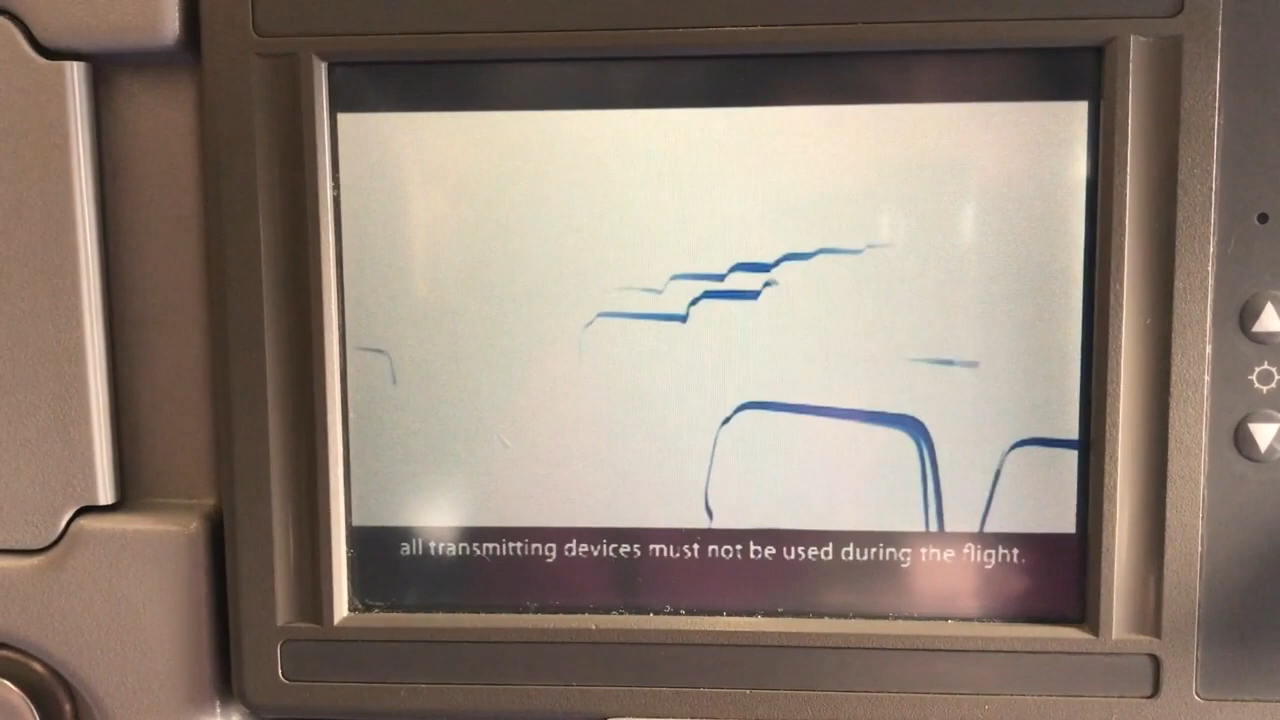 all transmitting devices must not be used during the flight.